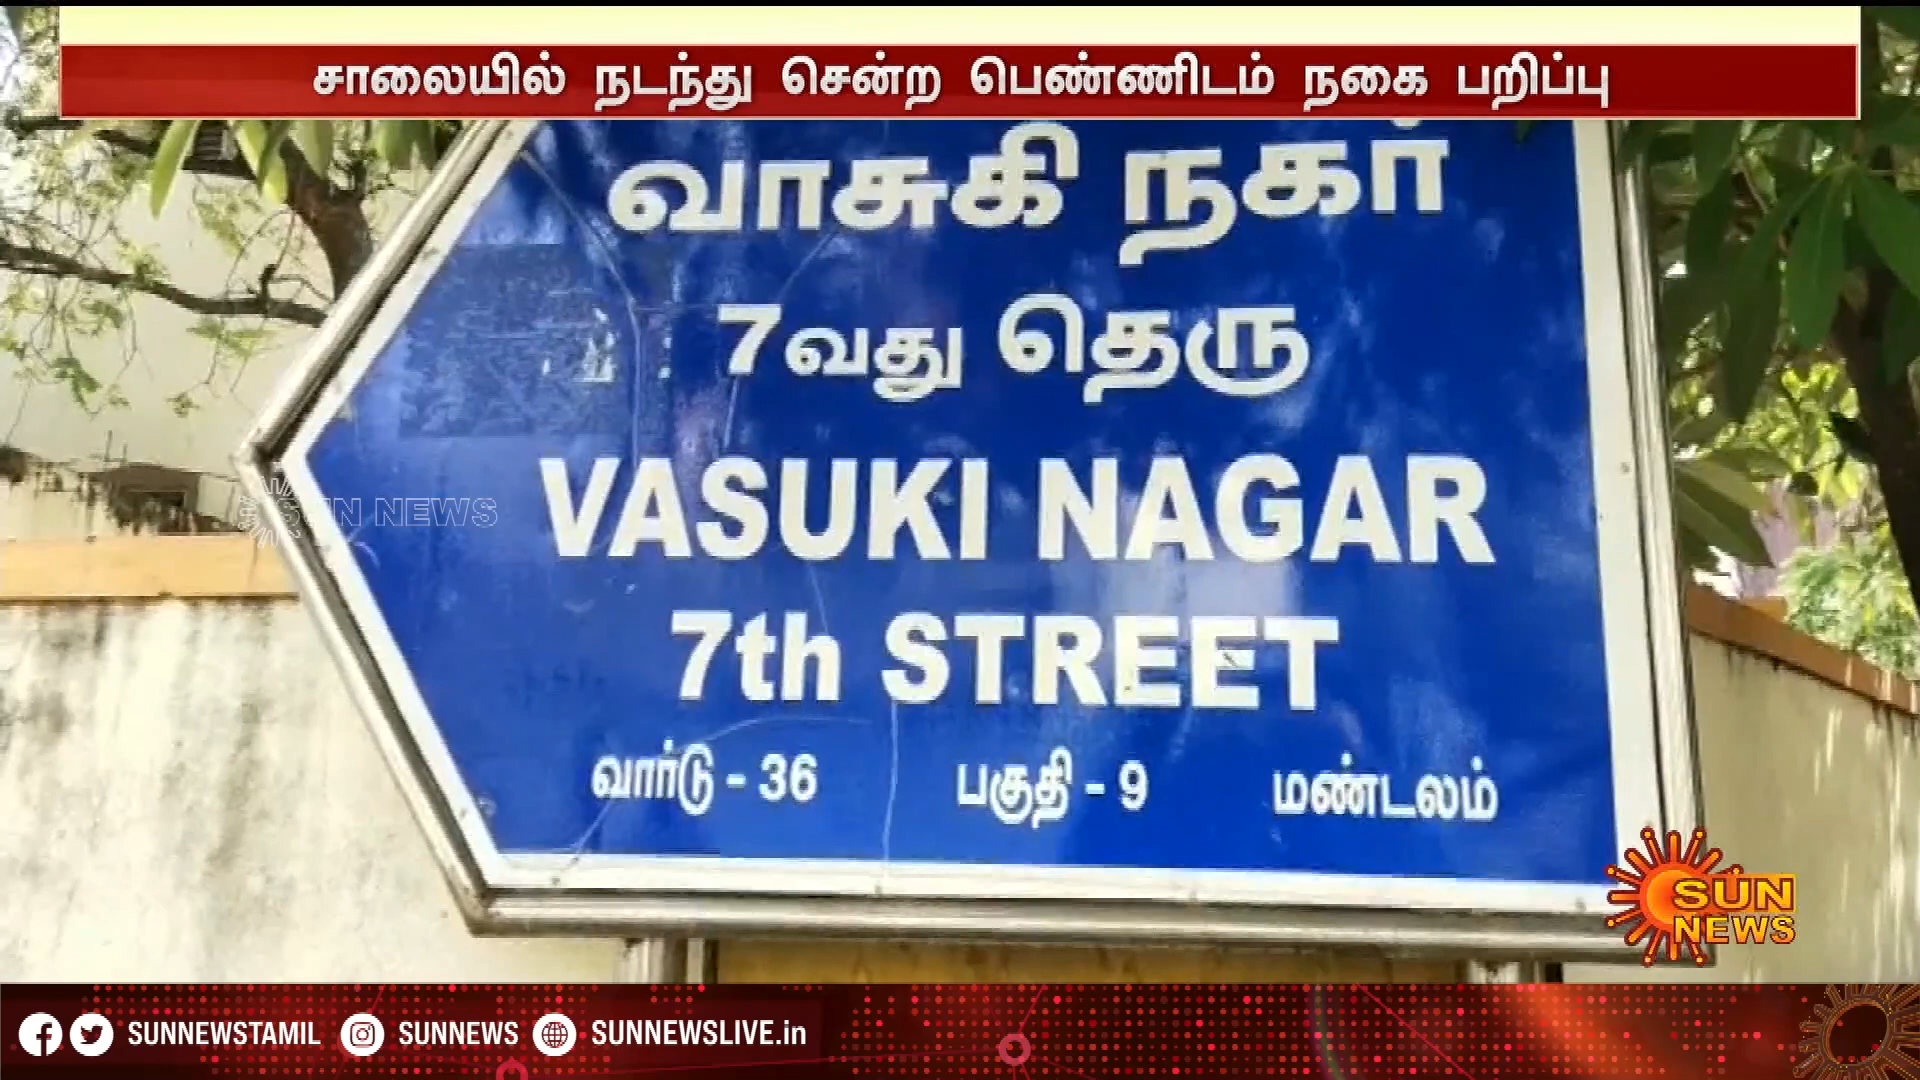 சாலையில் நடந்து சென்ற பெண்ணிடம் நகை பறிப்பு
வாசுகி நகர்
7வது தெரு
VASUKI NAGAR
7th STREET
வார்டு - 36 பகுதி - 9 மண்டலம்
SUN NEWS
SUN
NEWS
SUNNEWSTAMIL SUNNEWS SUNNEWSLIVE.in